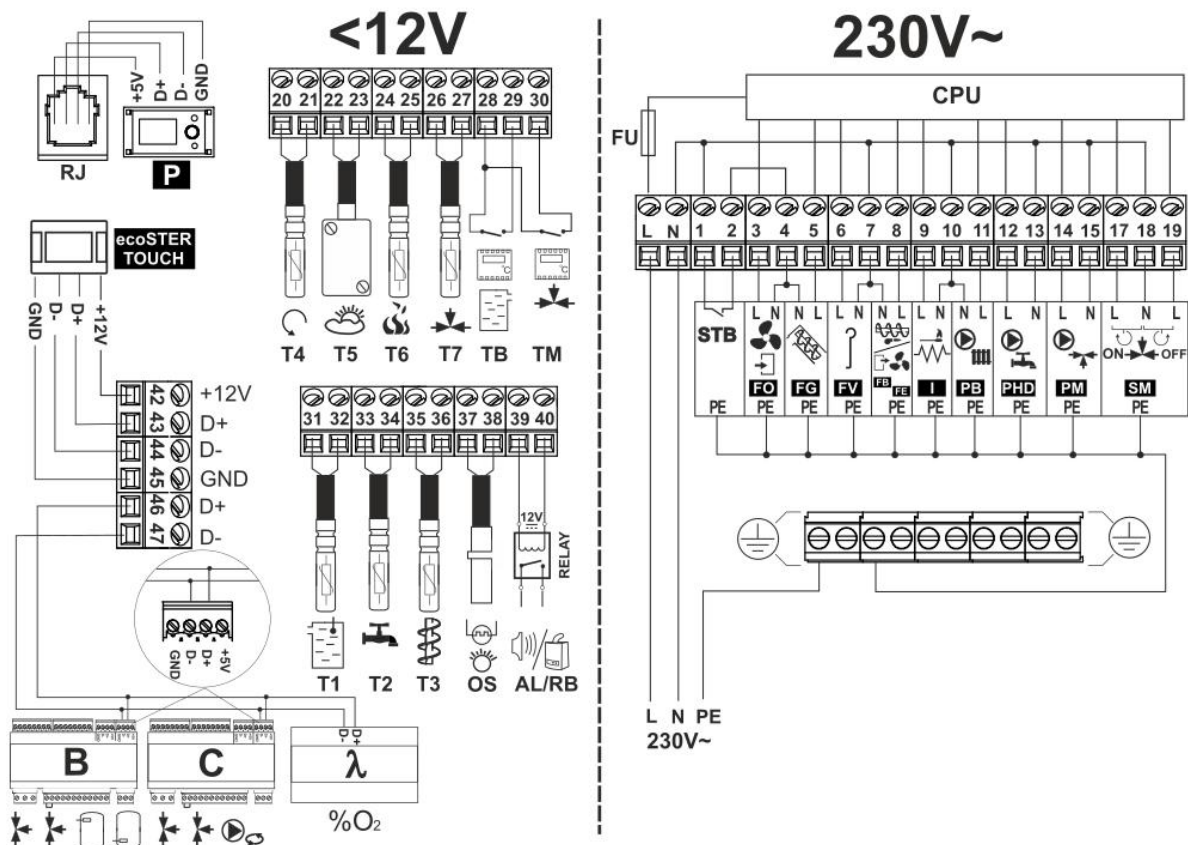 <12V
230V~
+5V
D+
D-
GND
RJ
P
20 21 22 23 24 25 26 27 28 29 30
°C °C
T4 T5 T6 T7 TB TM
ecoSTER
TOUCH
GND
D-
D+
+12V
42 +12V
43 D+
44 D-
45 GND
46 D+
47 D-
31 32 33 34 35 36 37 38 39 40
12V
RELAY
T1 T2 T3 OS AL/RB
GND
D-
D+
+5V
B
C
D-
D+
λ
%O₂
CPU
FU
L N 1 2 3 4 5 6 7 8 9 10 11 12 13 14 15 17 18 19
STB
L N N L L N N L L N N L L N L N L N L
ON OFF
FO FG FV FB FE I PB PHD PM SM
PE PE PE PE PE PE PE PE PE PE
L N PE
230V~